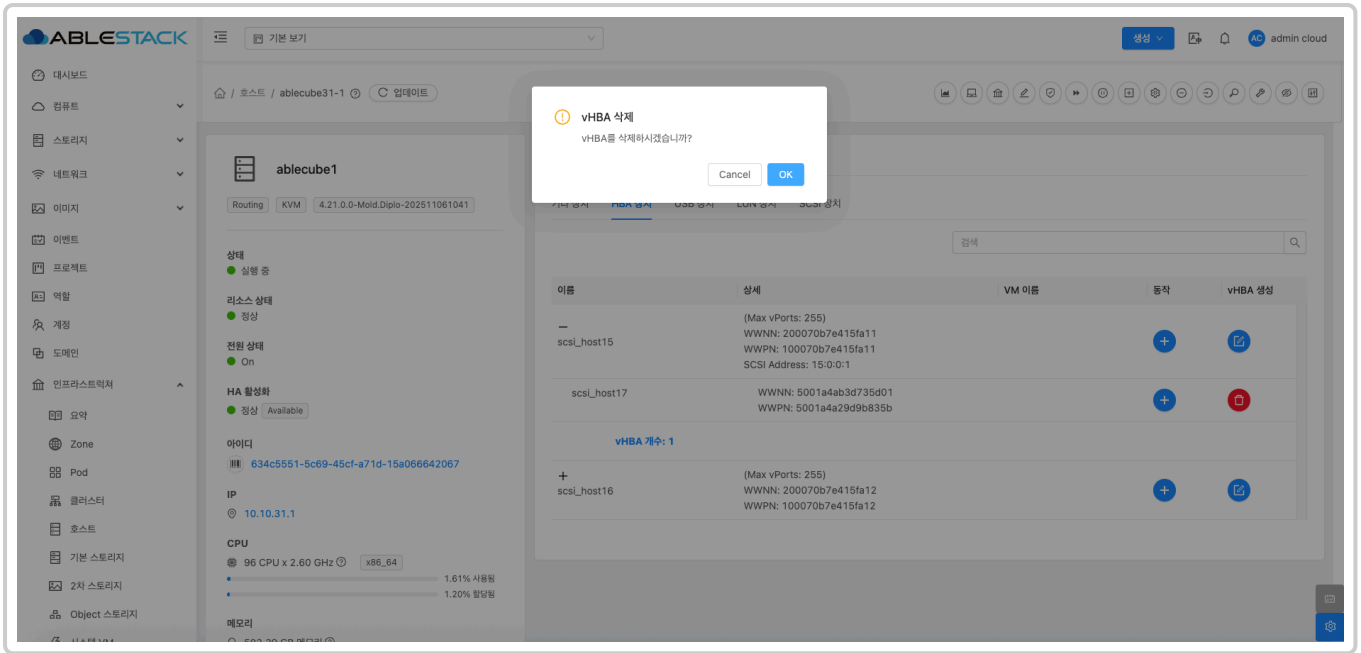 ABLESTACK
기본 보기
생성
AC admin cloud
대시보드
컴퓨트
스토리지
네트워크
이미지
이벤트
프로젝트
역할
계정
도메인
인프라스트럭쳐
요약
Zone
Pod
클러스터
호스트
기본 스토리지
2차 스토리지
Object 스토리지
시스템 VM
/ 호스트 / ablecube31-1 업데이트
vHBA 삭제
vHBA를 삭제하시겠습니까?
Cancel OK
ablecube1
Routing KVM 4.21.0.0-Mold.Diplo-202511061041
상태
실행 중
리소스 상태
정상
전원 상태
On
HA 활성화
정상 Available
아이디
634c5551-5c69-45cf-a71d-15a066642067
IP
10.10.31.1
CPU
96 CPU x 2.60 GHz x86_64
1.61% 사용됨
1.20% 할당됨
메모리
기타 장치 HBA 장치 USB 장치 LUN 장치 SCSI 장치
검색
이름 상세 VM 이름 동작 vHBA 생성
scsi_host15
(Max vPorts: 255)
WWNN: 200070b7e415fa11
WWPN: 100070b7e415fa11
SCSI Address: 15:0:0:1
scsi_host17
WWNN: 5001a4ab3d735d01
WWPN: 5001a4a29d9b835b
vHBA 개수: 1
scsi_host16
(Max vPorts: 255)
WWNN: 200070b7e415fa12
WWPN: 100070b7e415fa12